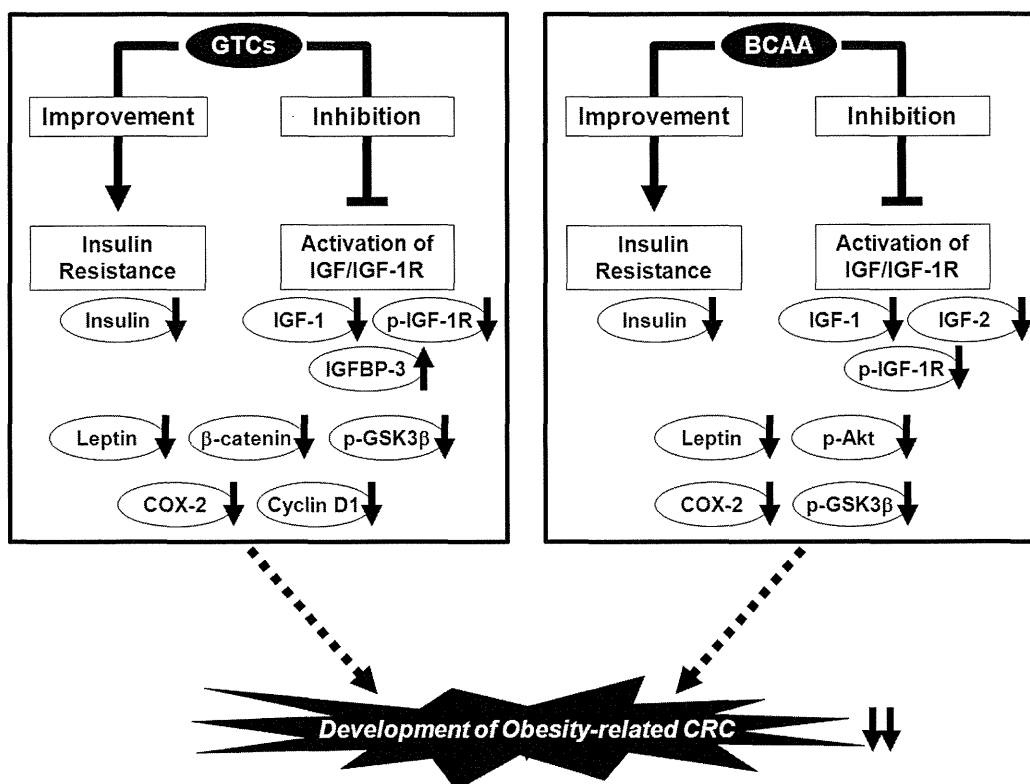 GTCs
Improvement
Inhibition
Insulin
Resistance
Activation of
IGF/IGF-1R
Insulin
IGF-1
p-IGF-1R
IGFBP-3
Leptin
β-catenin
p-GSK3β
COX-2
Cyclin D1
BCAA
Improvement
Inhibition
Insulin
Resistance
Activation of
IGF/IGF-1R
Insulin
IGF-1
IGF-2
p-IGF-1R
Leptin
p-Akt
COX-2
p-GSK3β
Development of Obesity-related CRC